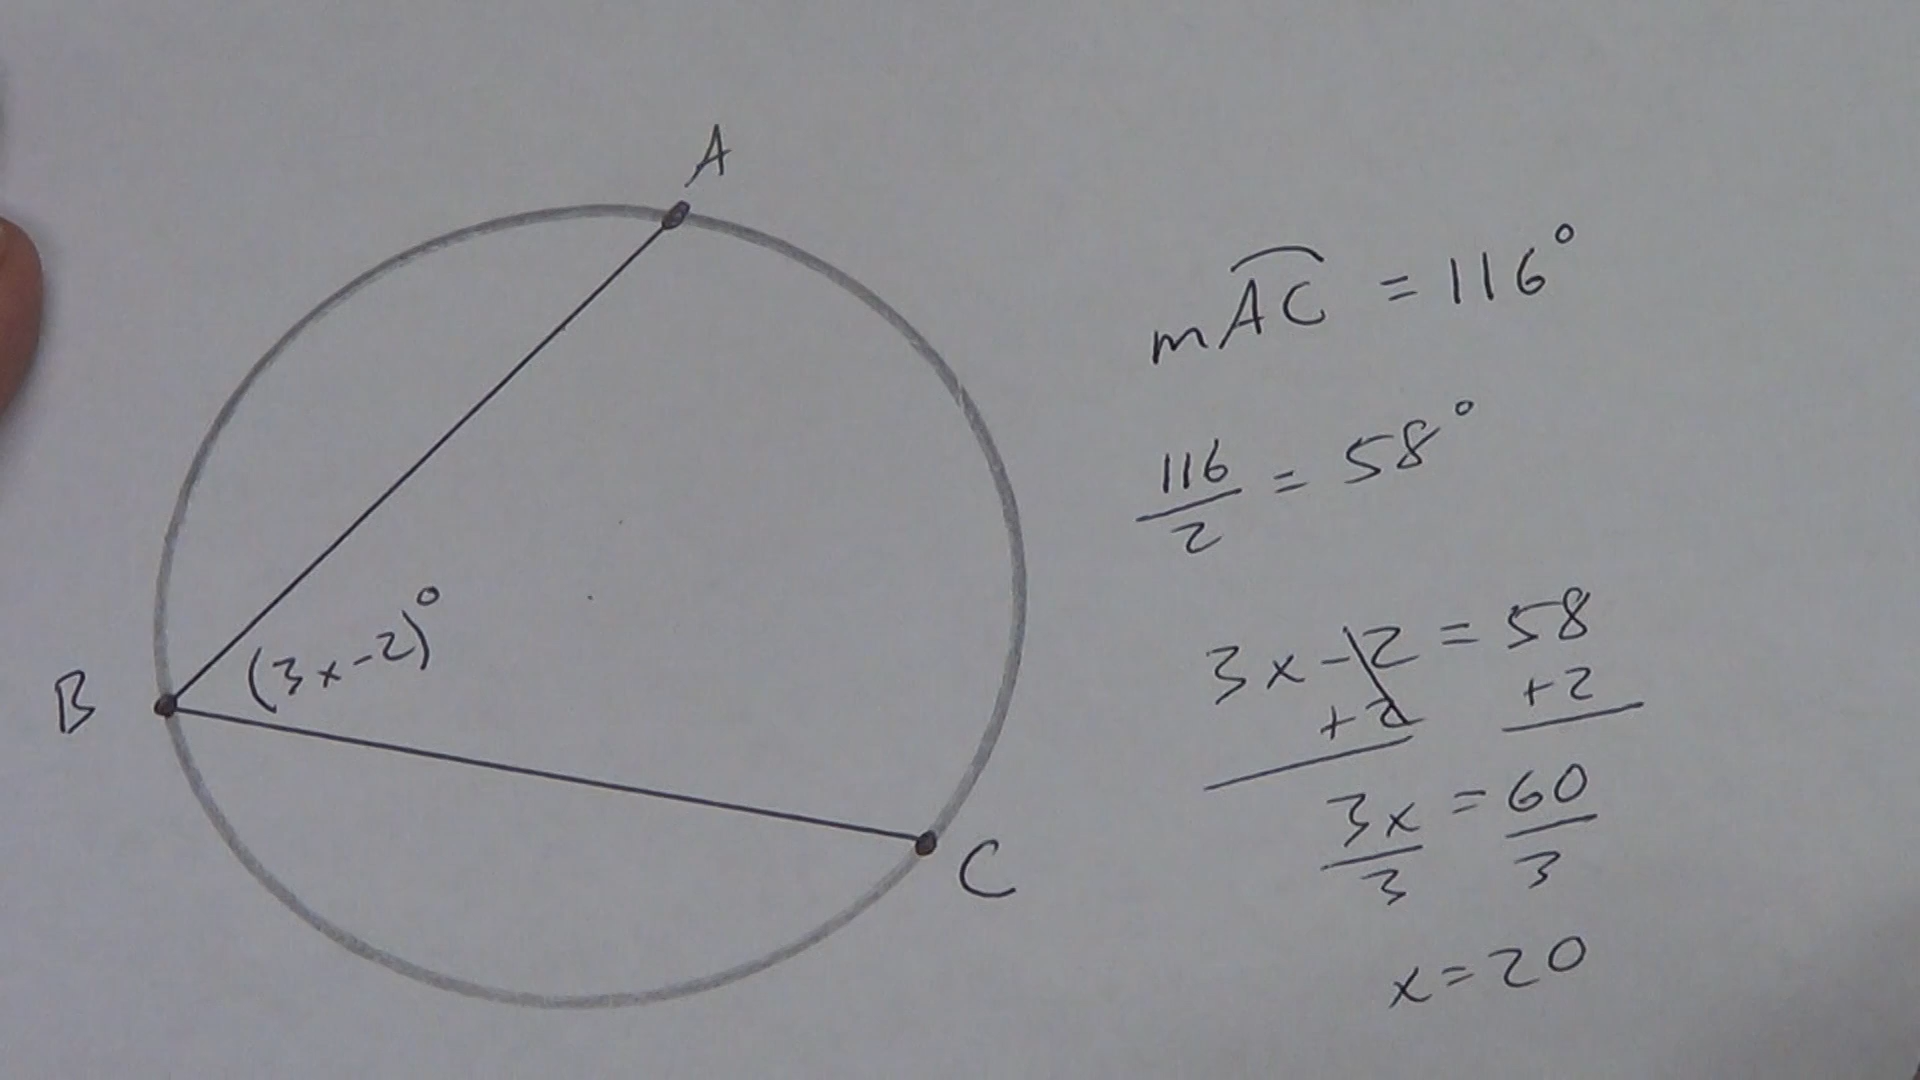 A
B
(3x-2)°
C
mAC = 116°
116/2 = 58°
3x-2 = 58
+2 +2
3x/3 = 60/3
x=20